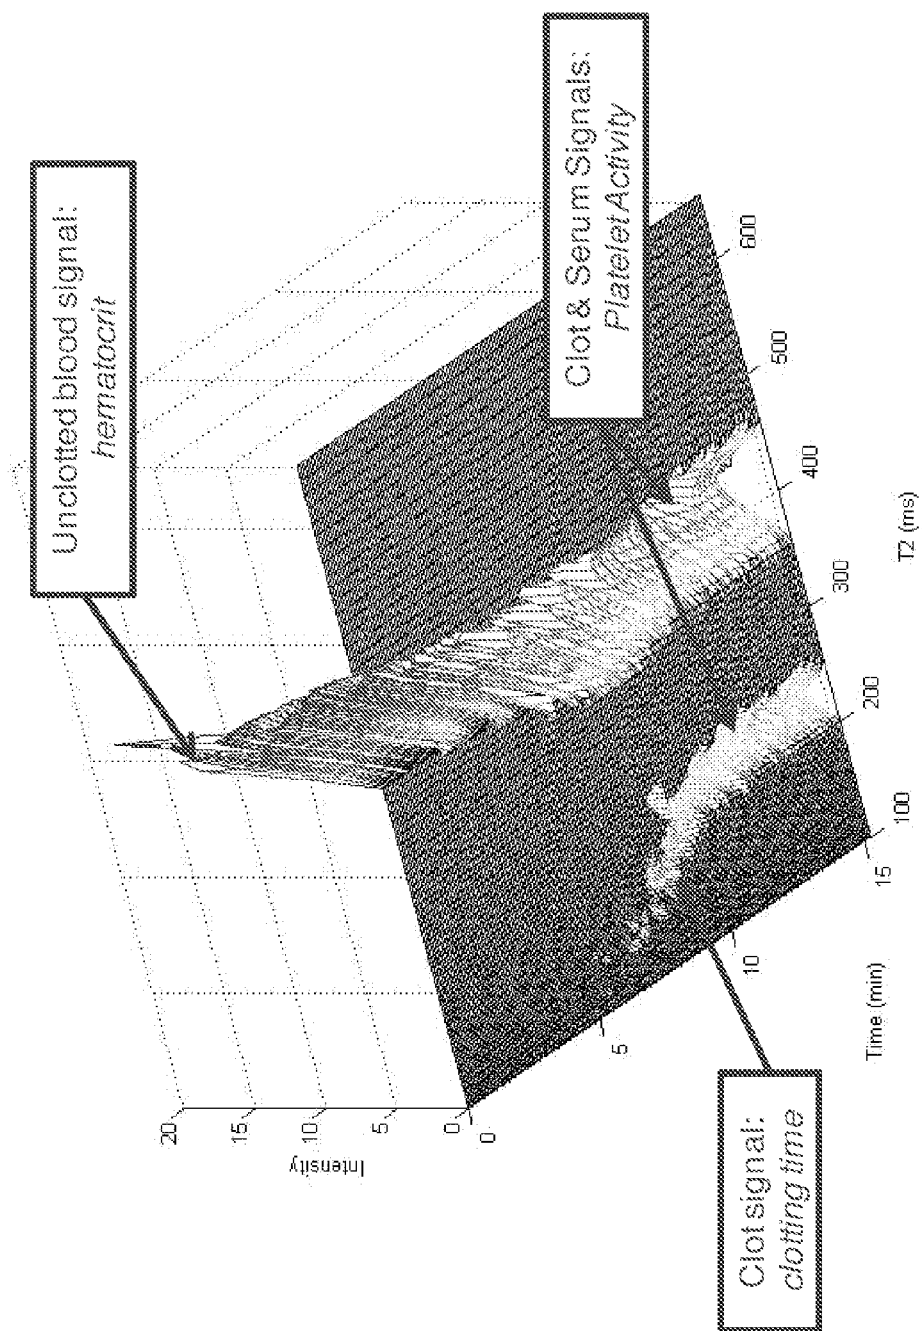 Unclotted blood signal:
hematocrit
Clot & Serum Signals:
Platelet Activity
Clot signal:
clotting time
Intensity
20
15
10
5
0
Time (min)
0
5
10
15
T2 (ms)
100
200
300
400
500
600